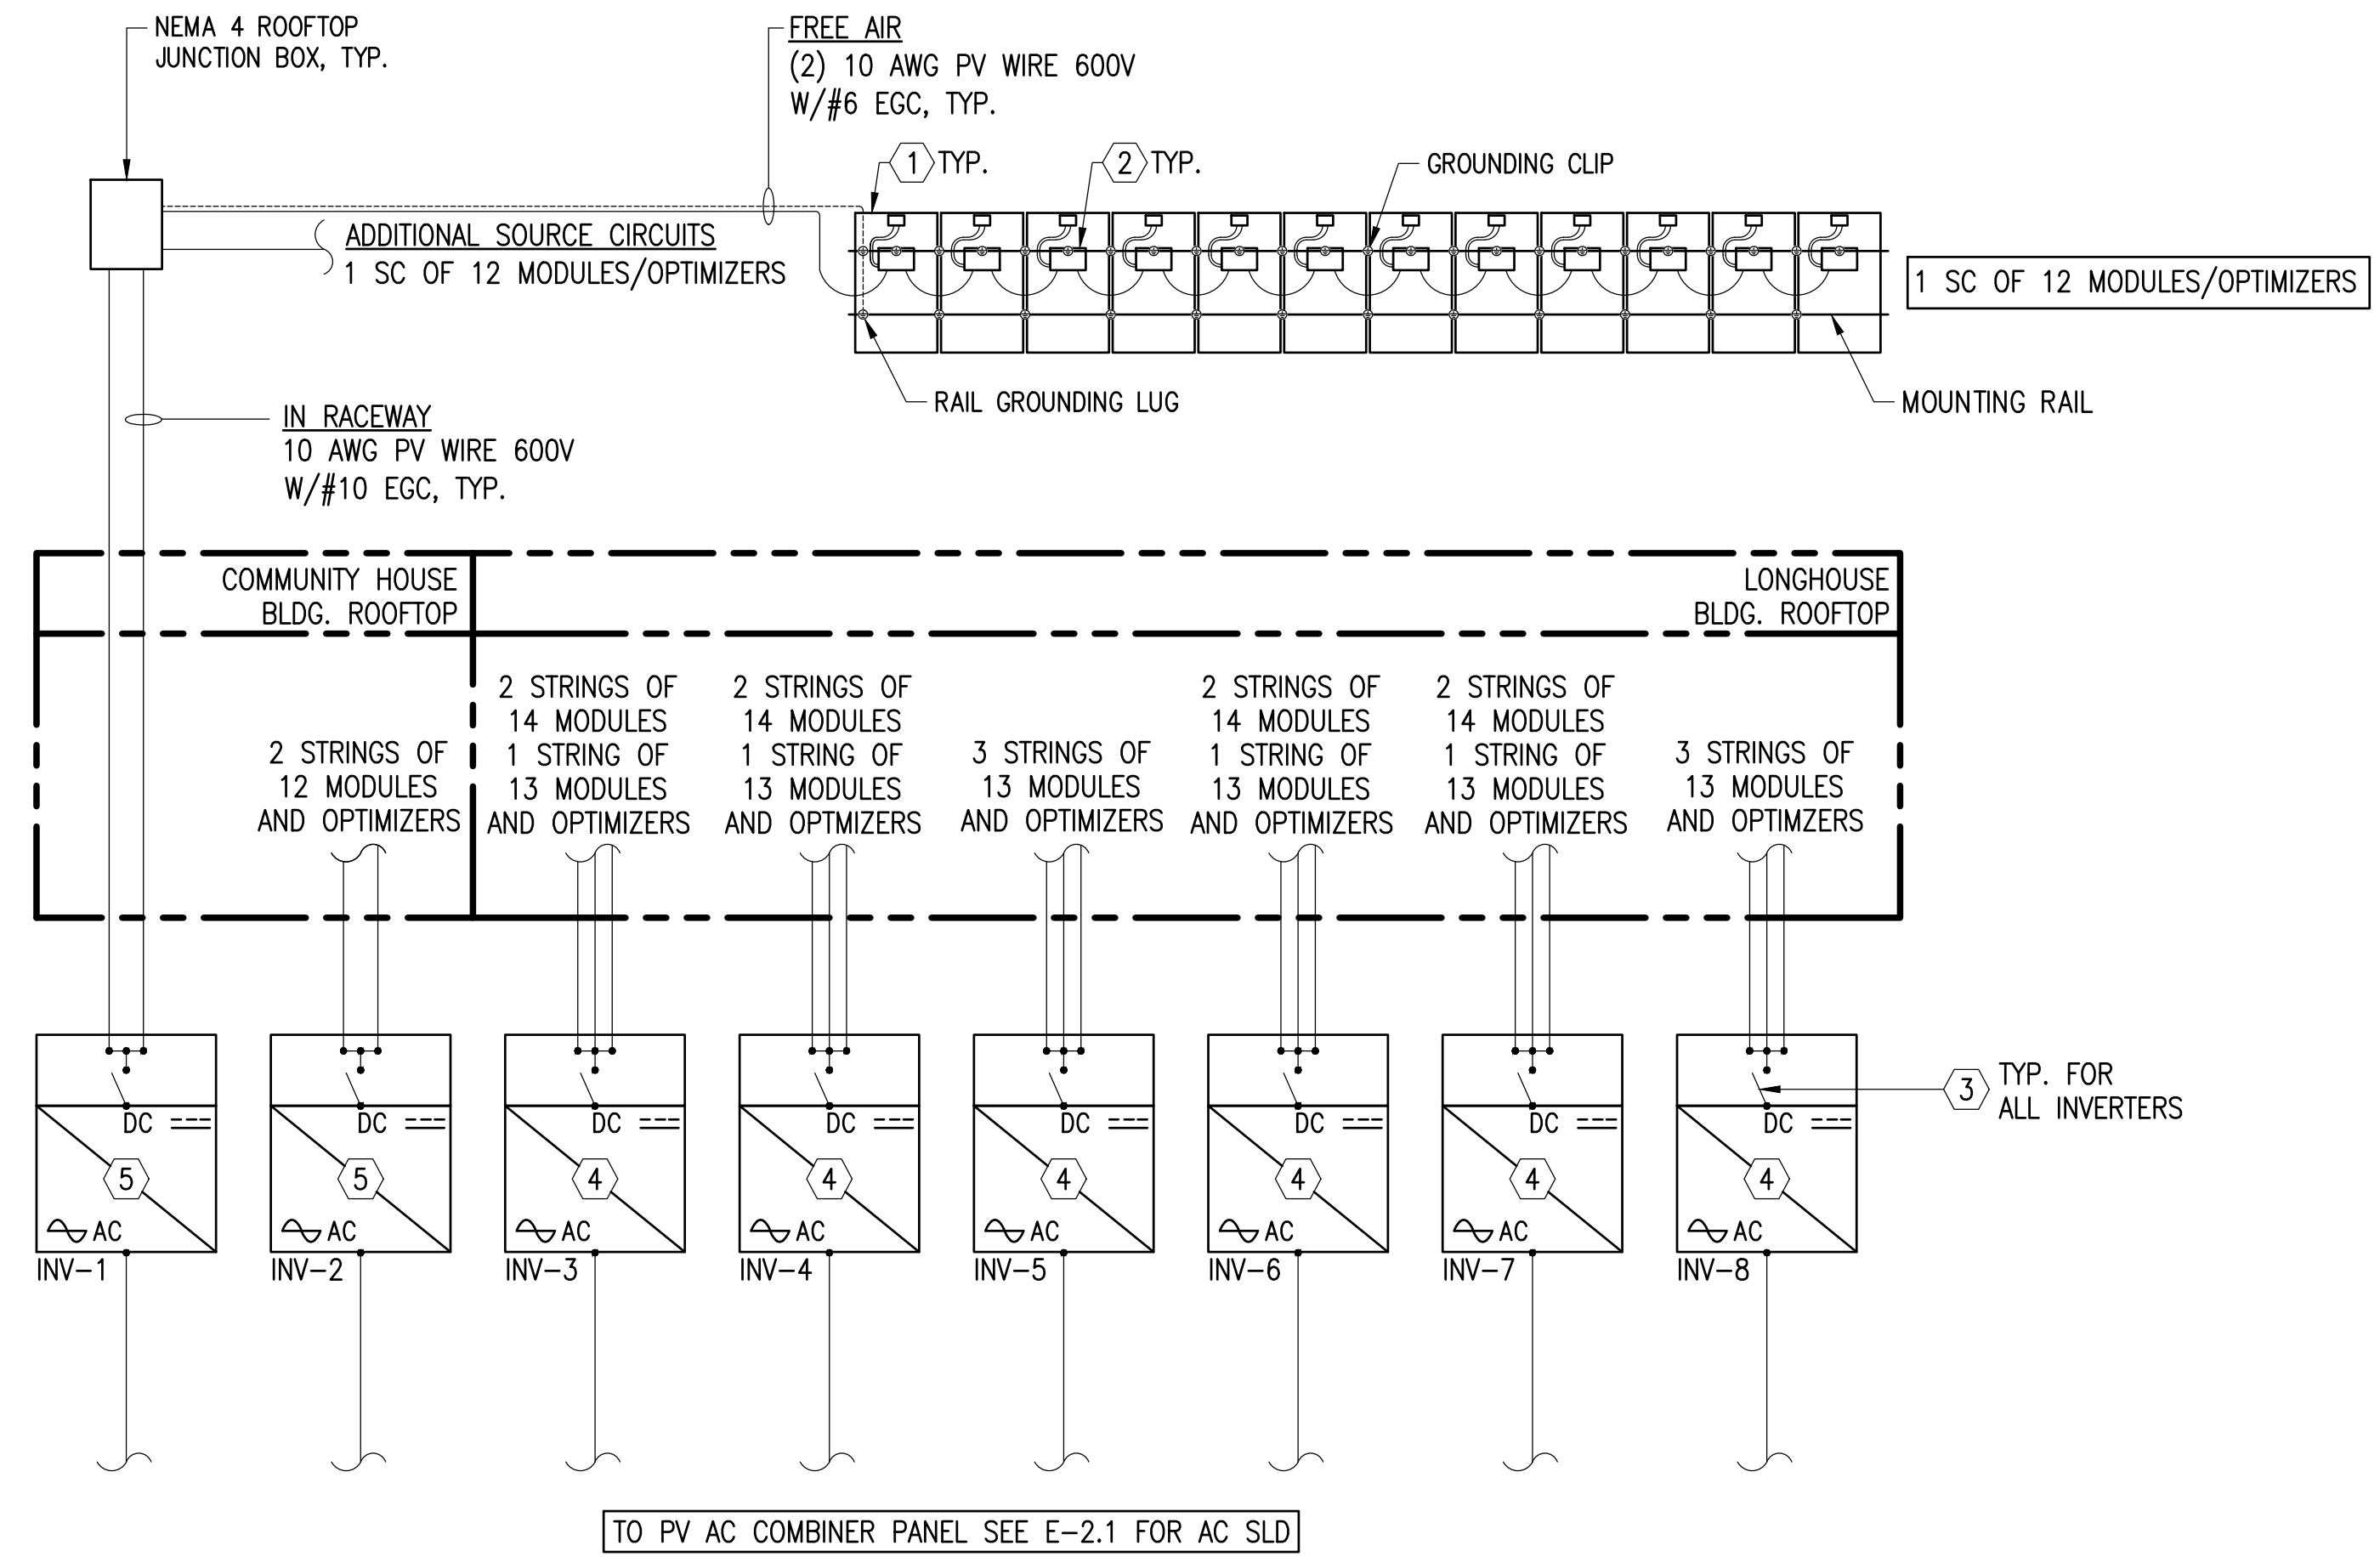 NEMA 4 ROOFTOP
JUNCTION BOX, TYP.
FREE AIR
(2) 10 AWG PV WIRE 600V
W/#6 EGC, TYP.
1 TYP.
2 TYP.
GROUNDING CLIP
ADDITIONAL SOURCE CIRCUITS
1 SC OF 12 MODULES/OPTIMIZERS
1 SC OF 12 MODULES/OPTIMIZERS
RAIL GROUNDING LUG
MOUNTING RAIL
IN RACEWAY
10 AWG PV WIRE 600V
W/#10 EGC, TYP.
COMMUNITY HOUSE
BLDG. ROOFTOP
LONGHOUSE
BLDG. ROOFTOP
2 STRINGS OF
12 MODULES
AND OPTIMIZERS
2 STRINGS OF
14 MODULES
1 STRING OF
13 MODULES
AND OPTIMIZERS
2 STRINGS OF
14 MODULES
1 STRING OF
13 MODULES
AND OPTMIZERS
3 STRINGS OF
13 MODULES
AND OPTIMZERS
2 STRINGS OF
14 MODULES
1 STRING OF
13 MODULES
AND OPTIMIZERS
2 STRINGS OF
14 MODULES
1 STRING OF
13 MODULES
AND OPTIMIZERS
3 STRINGS OF
13 MODULES
AND OPTIMZERS
3 TYP. FOR
ALL INVERTERS
DC
5
AC
INV-1
DC
5
AC
INV-2
DC
4
AC
INV-3
DC
4
AC
INV-4
DC
4
AC
INV-5
DC
4
AC
INV-6
DC
4
AC
INV-7
DC
4
AC
INV-8
TO PV AC COMBINER PANEL SEE E-2.1 FOR AC SLD